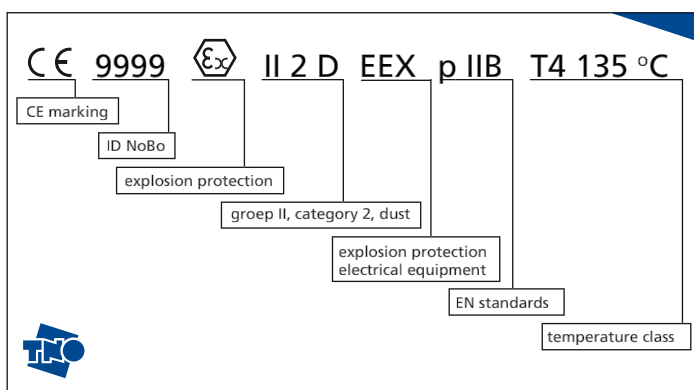 CE 9999 Ex II 2 D EEX p IIB T4 135 °C
CE marking
ID NoBo
explosion protection
groep II, category 2, dust
explosion protection
electrical equipment
EN standards
temperature class
TNO